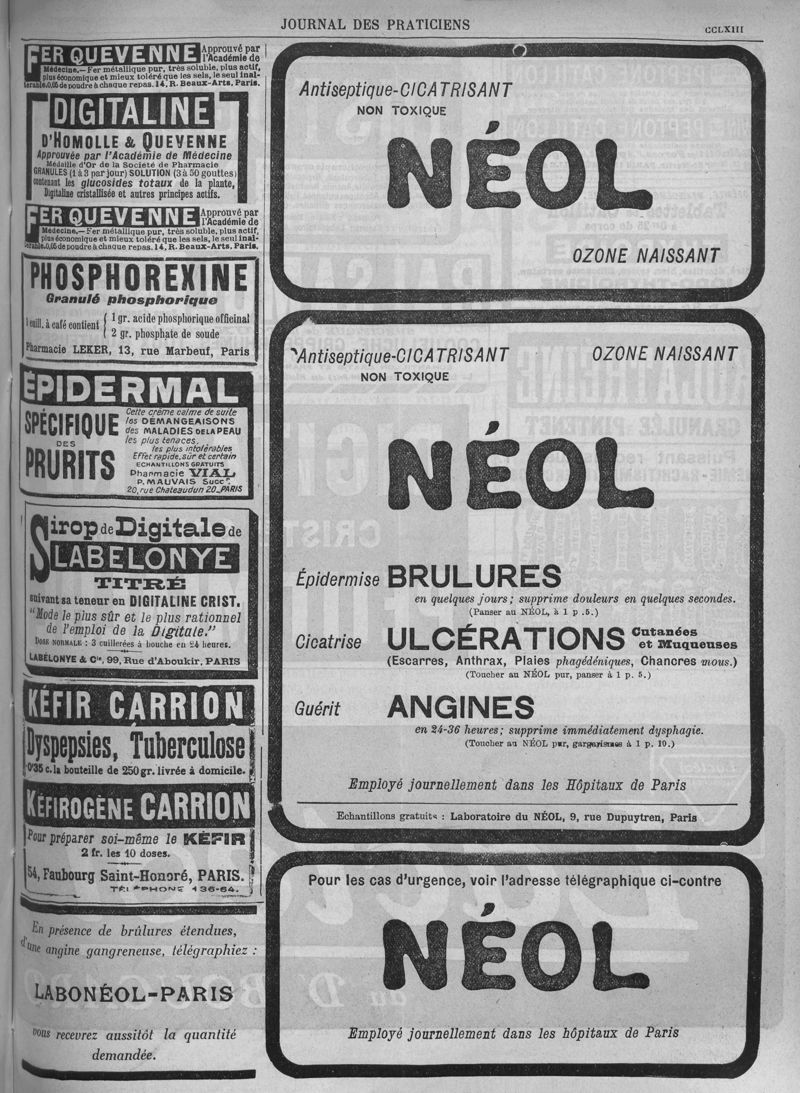 JOURNAL DES PRATICIENS
CCLXIII
FER QUEVENNE Approuvé par
l'Académie de
Médecine.—Fer métallique pur, très soluble, plus actif,
plus économique et mieux toléré que les sels, le seul inal-
térable. 0,05 de poudre à chaque repas. 14, R. Beaux-Arts, Paris.
DIGITALINE
D'HOMOLLE & QUEVENNE
Approuvée par l'Académie de Médecine
Médaille d'Or de la Société de Pharmacie
GRANULES (1 à 3 par jour) SOLUTION (3 à 50 gouttes)
contenant les glucosides totaux de la plante,
Digitaline cristallisée et autres principes actifs.
FER QUEVENNE Approuvé par
l'Académie de
Médecine.—Fer métallique pur, très soluble, plus actif,
plus économique et mieux toléré que les sels, le seul inal-
térable. 0,05 de poudre à chaque repas. 14, R. Beaux-Arts, Paris.
PHOSPHOREXINE
Granulé phosphorique
1 cuill. à café contient { 1 gr. acide phosphorique officinal
2 gr. phosphate de soude
Pharmacie LEKER, 13, rue Marbeuf, Paris
ÉPIDERMAL
SPÉCIFIQUE
DES
PRURITS
Cette crème calme de suite
les DÉMANGEAISONS
des MALADIES DE LA PEAU
les plus tenaces,
les plus intolérables
Effet rapide, sûr et certain
ECHANTILLONS GRATUITS
Pharmacie VIAL
P. MAUVAIS Succr.
20, rue Chateaudun 20_PARIS
Sirop de Digitale de
LABELONYE
TITRÉ
suivant sa teneur en DIGITALINE CRIST.
"Mode le plus sûr et le plus rationnel
de l'emploi de la Digitale."
DOSE NORMALE : 3 cuillerées à bouche en 24 heures.
LABÉLONYE & Cie, 99, Rue d'Aboukir, PARIS
KÉFIR CARRION
Dyspepsies, Tuberculose
0'35 c. la bouteille de 250 gr. livrée à domicile.
KÉFIROGÈNE CARRION
Pour préparer soi-même le KÉFIR
2 fr. les 10 doses.
54, Faubourg Saint-Honoré, PARIS.
TÉLÉPHONE 136-64.
En présence de brûlures étendues,
d'une angine gangreneuse, télégraphiez :
LABONÉOL-PARIS
vous recevrez aussitôt la quantité
demandée.
Antiseptique-CICATRISANT
NON TOXIQUE
NÉOL
OZONE NAISSANT
Antiseptique-CICATRISANT OZONE NAISSANT
NON TOXIQUE
NÉOL
Épidermise BRULURES
en quelques jours ; supprime douleurs en quelques secondes.
(Panser au NÉOL, à 1 p .5.)
Cicatrise ULCÉRATIONS Cutanées
et Muqueuses
(Escarres, Anthrax, Plaies phagédéniques, Chancres mous.)
(Toucher au NÉOL pur, panser à 1 p. 5.)
Guérit ANGINES
en 24-36 heures ; supprime immédiatement dysphagie.
(Toucher au NÉOL pur, gargarismes à 1 p. 10.)
Employé journellement dans les Hôpitaux de Paris
Echantillons gratuits : Laboratoire du NÉOL, 9, rue Dupuytren, Paris
Pour les cas d'urgence, voir l'adresse télégraphique ci-contre
NÉOL
Employé journellement dans les hôpitaux de Paris